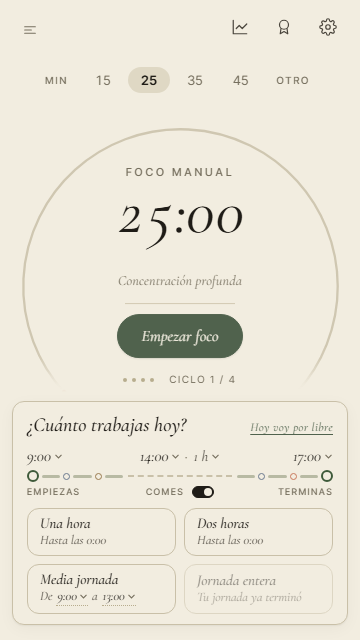 MIN 15 25 35 45 OTRO
FOCO MANUAL
25:00
Concentración profunda
Empezar foco
CICLO 1 / 4
¿Cuánto trabajas hoy? Hoy voy por libre
9:00 14:00 · 1 h 17:00
EMPIEZAS COMES TERMINAS
Una hora
Hasta las 0:00
Dos horas
Hasta las 0:00
Media jornada
De 9:00 a 13:00
Jornada entera
Tu jornada ya terminó